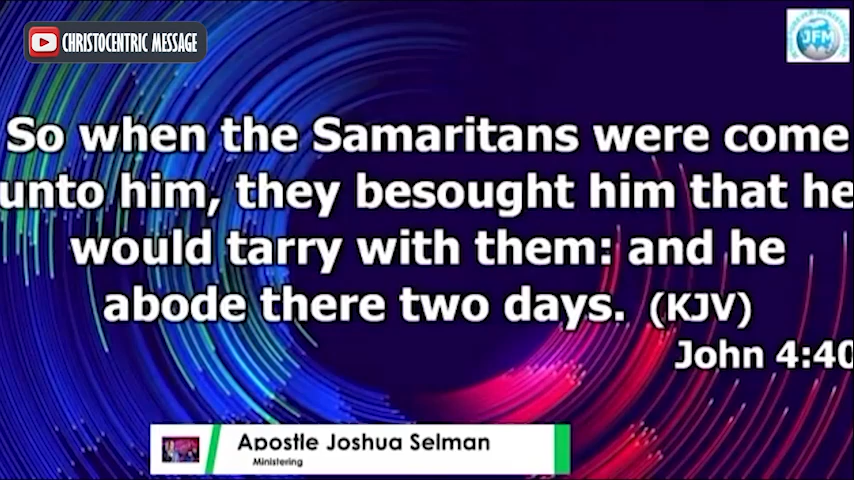 CHRISTOCENTRIC MESSAGE
JFM
So when the Samaritans were come
unto him, they besought him that he
would tarry with them: and he
abode there two days. (KJV)
John 4:40
Apostle Joshua Selman
Ministering